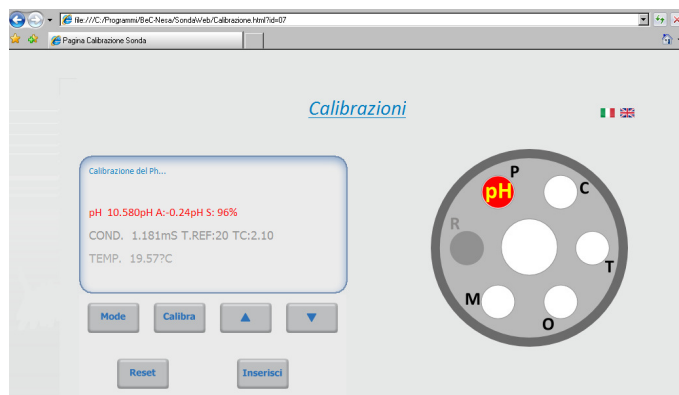 file:///C:/Programmi/BeC-Nesa/SondaWeb/Calibrazione.html?id=07
Pagina Calibrazione Sonda
Calibrazioni
Calibrazione del Ph...
pH 10.580pH A:-0.24pH S: 96%
COND. 1.181mS T.REF:20 TC:2.10
TEMP. 19.57?C
Mode
Calibra
Reset
Inserisci
P
pH
C
R
T
M
O